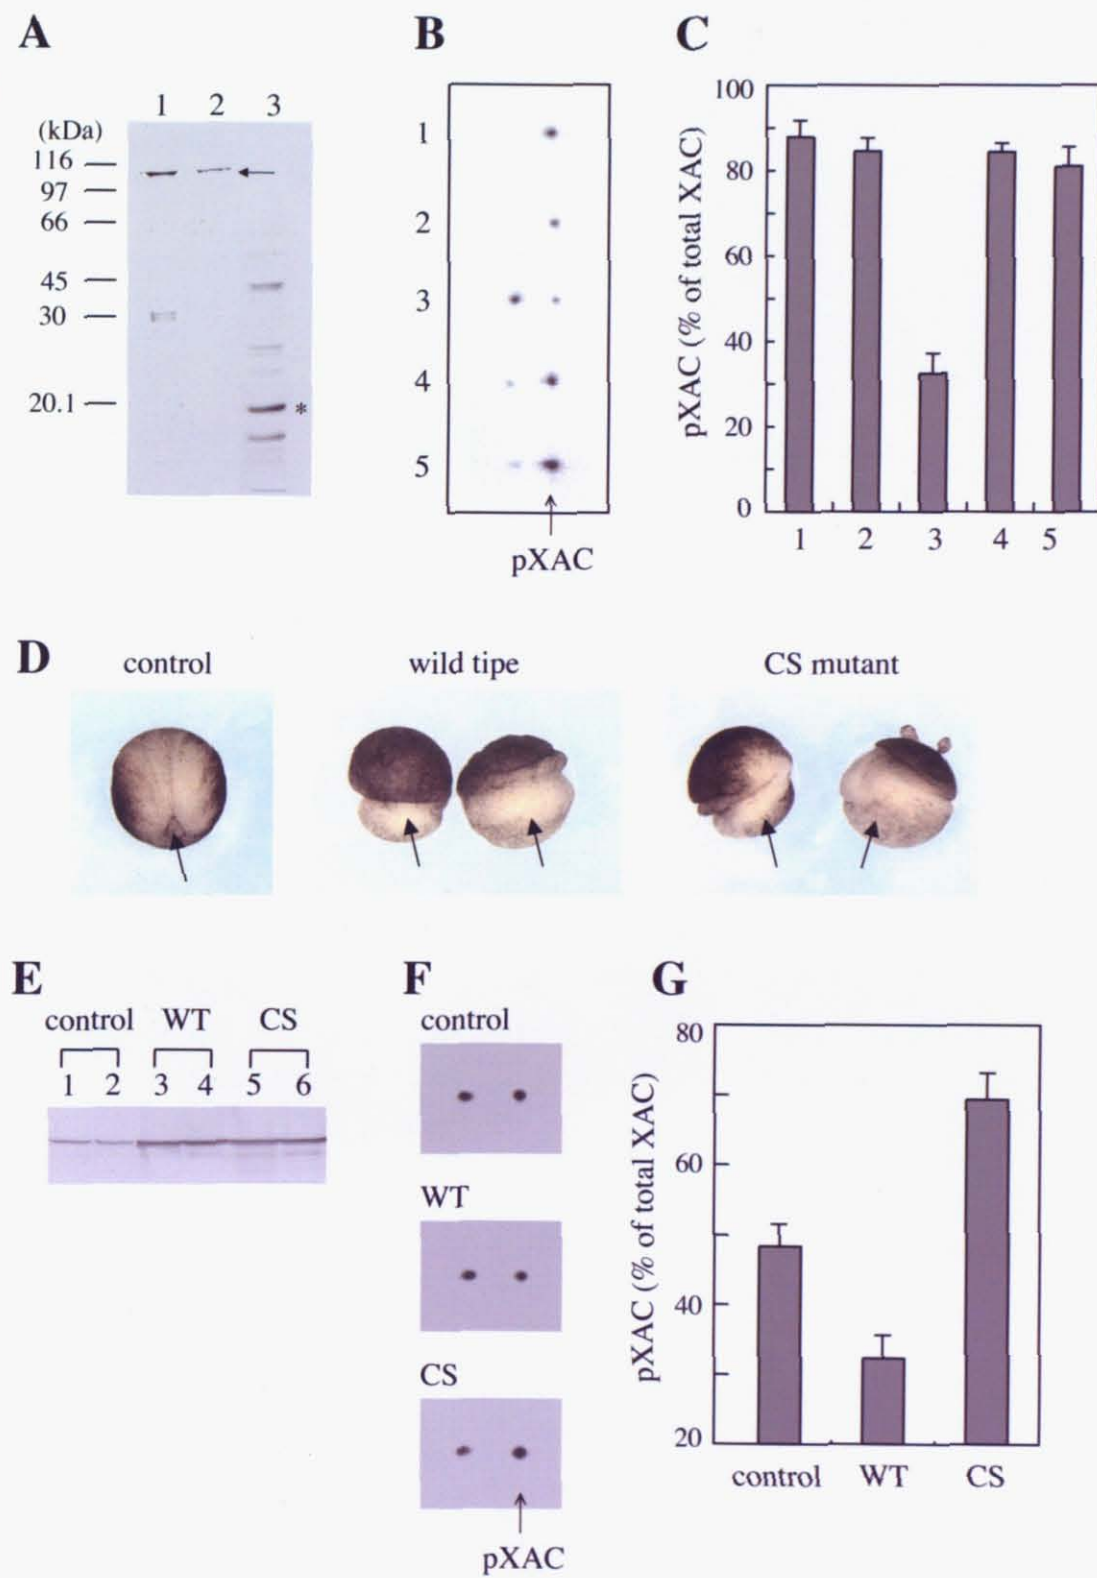 A
1 2 3
(kDa)
116
97
66
45
30
20.1
*
B
1
2
3
4
5
pXAC
C
pXAC (% of total XAC)
100
80
60
40
20
0
1 2 3 4 5
D
control wild tipe CS mutant
E
control WT CS
1 2 3 4 5 6
F
control
WT
CS
pXAC
G
pXAC (% of total XAC)
80
60
40
20
control WT CS